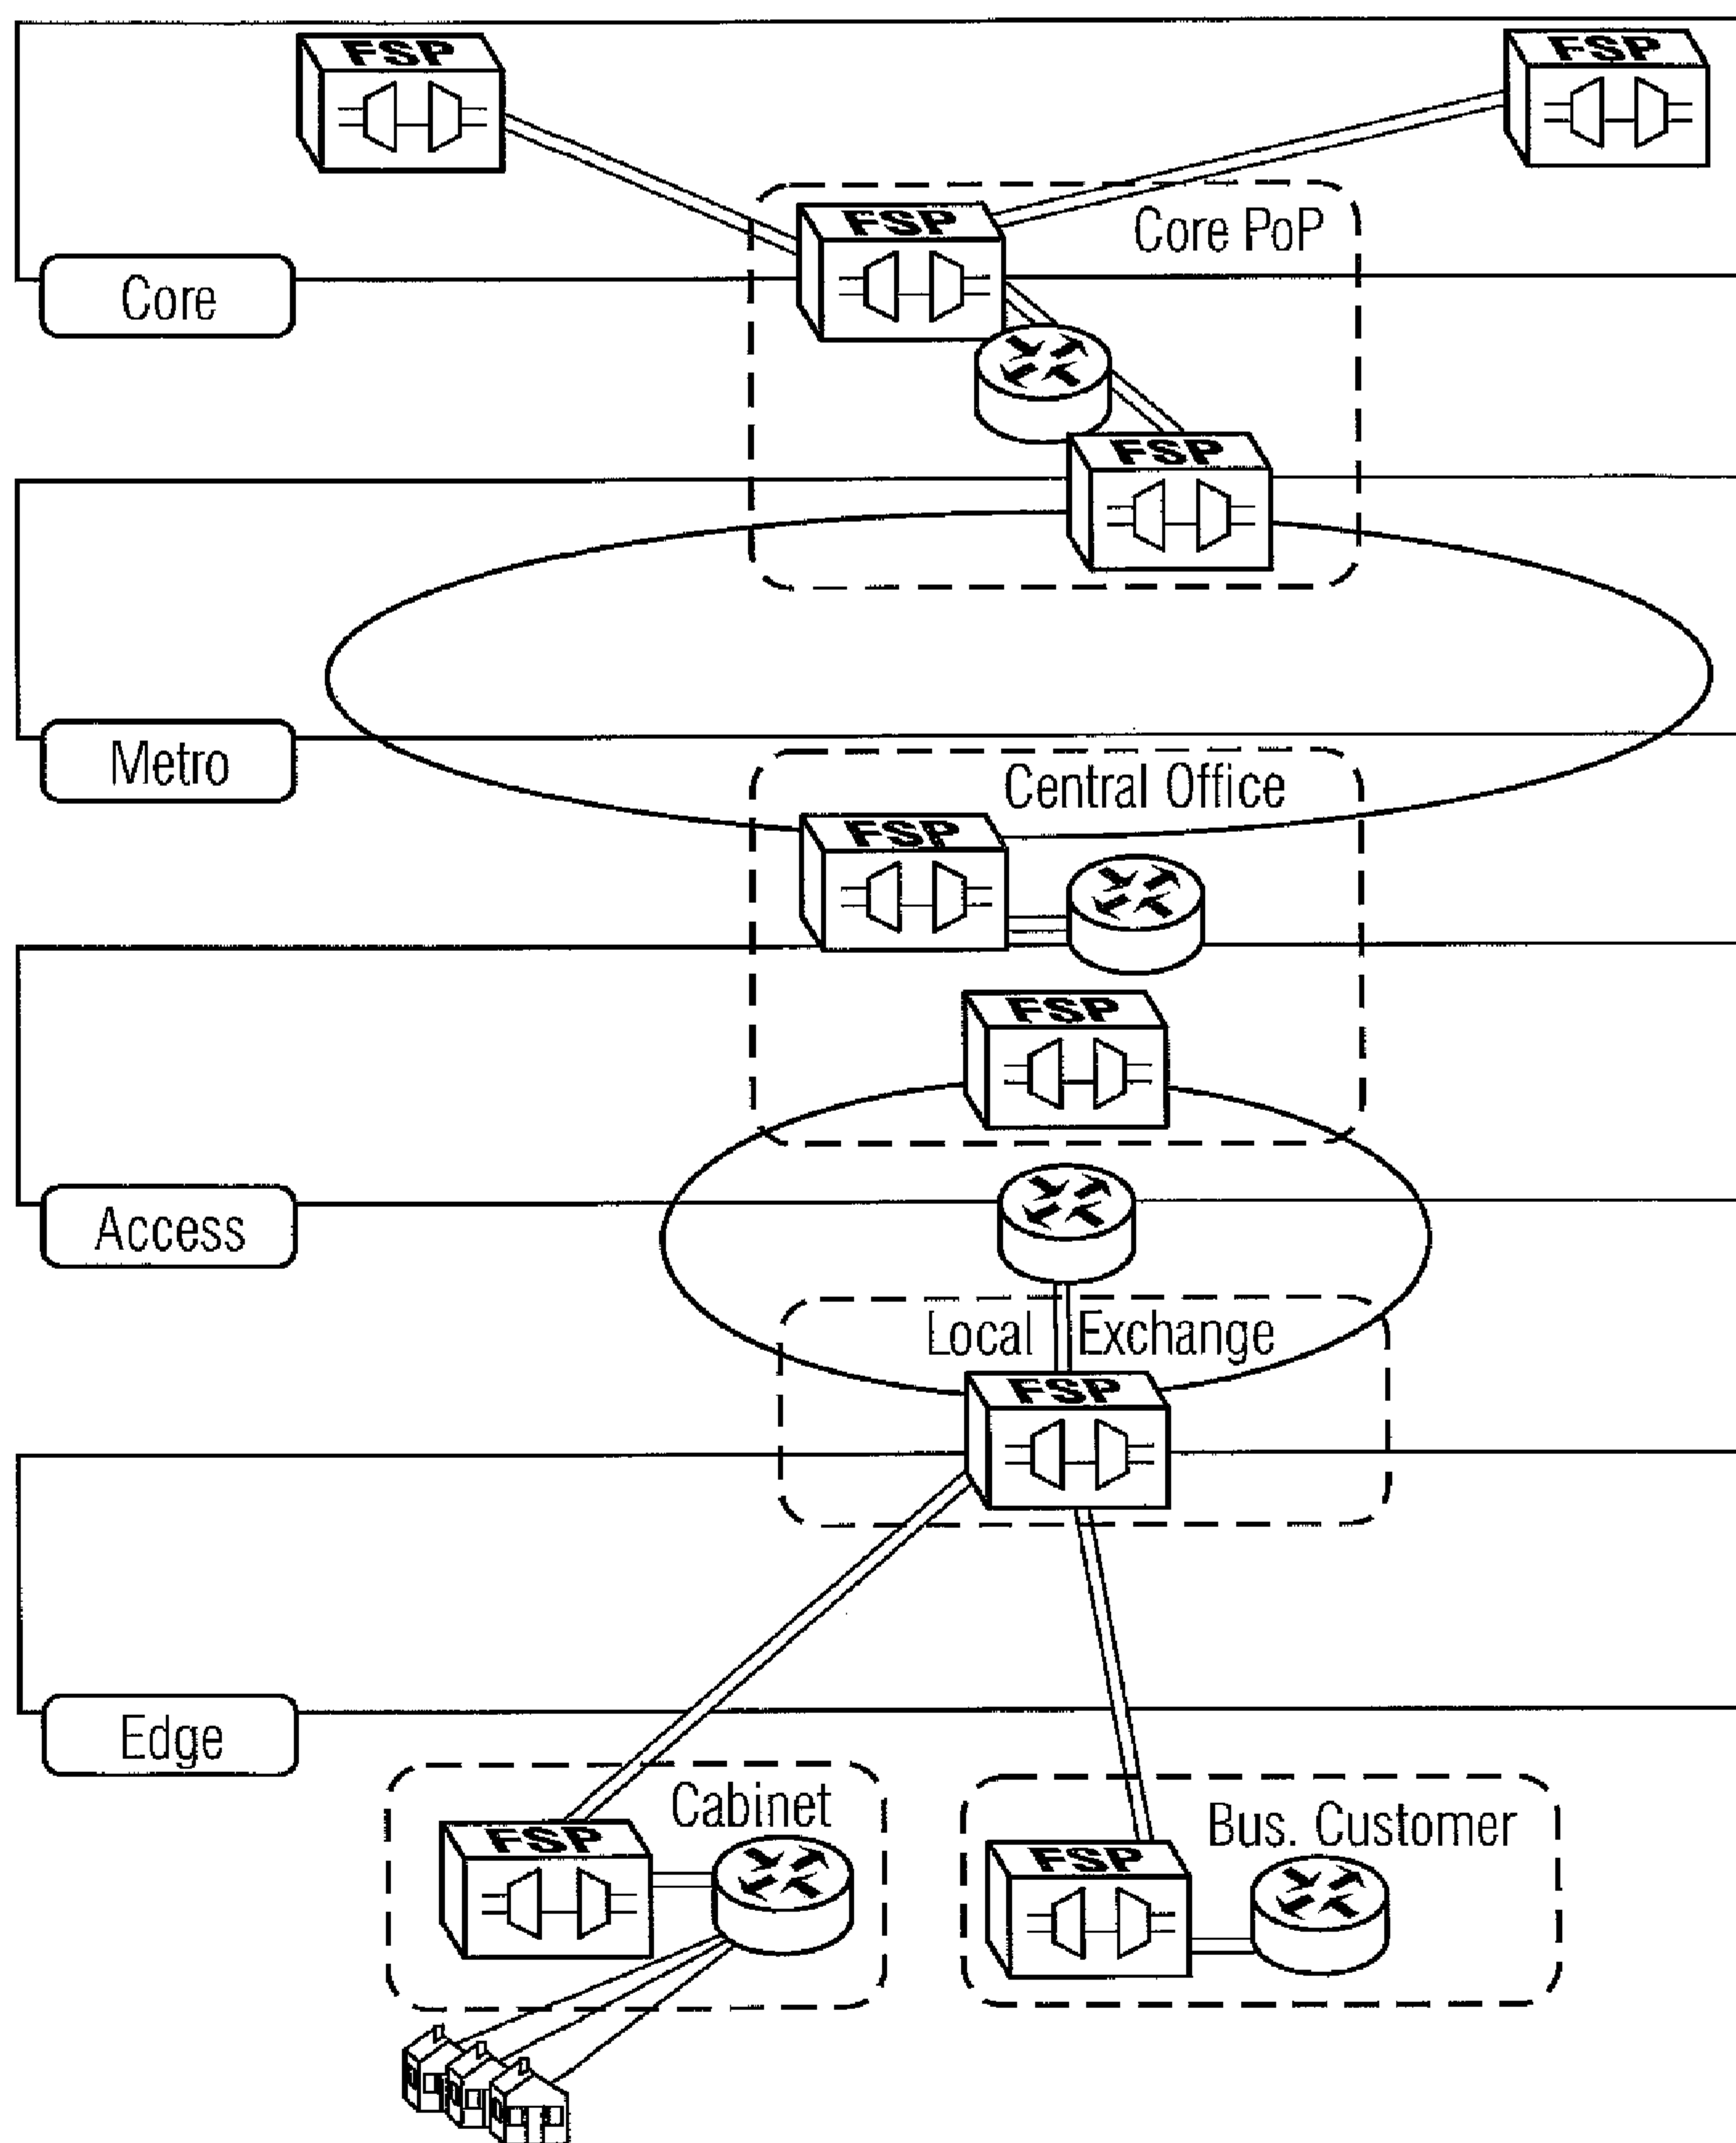 FSP
FSP
FSP
Core PoP
Core
FSP
Metro
Central Office
FSP
FSP
Access
Local Exchange
FSP
Edge
Cabinet
FSP
Bus. Customer
FSP